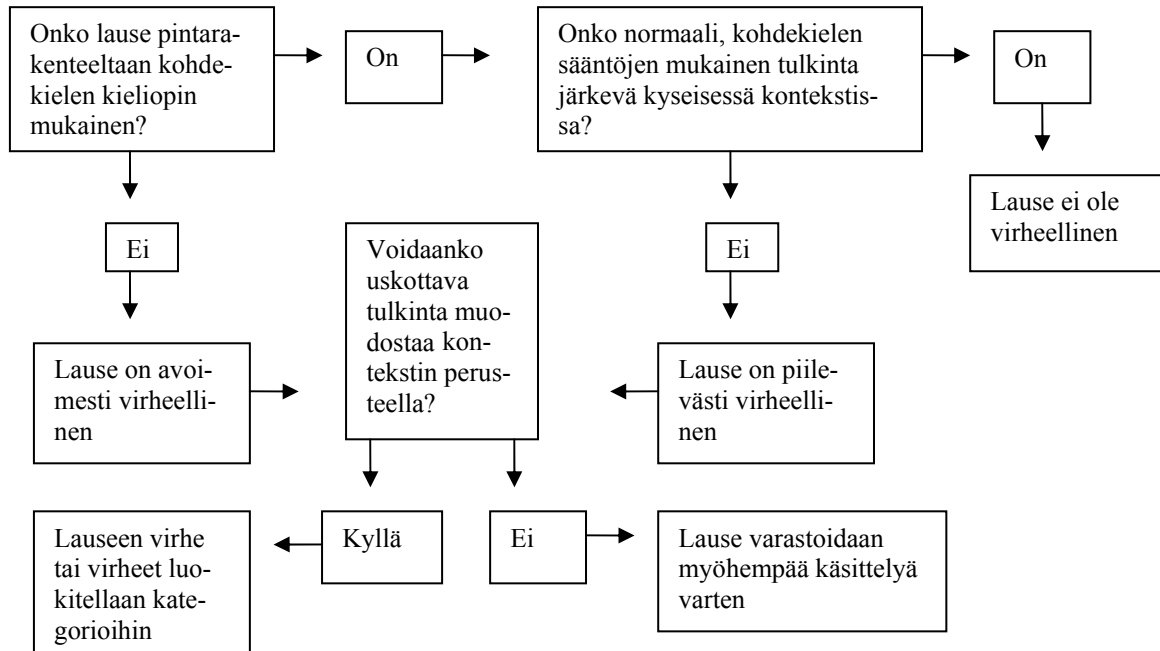 Onko lause pintara-
kenteeltaan kohde-
kielen kieliopin
mukainen?
On
Onko normaali, kohdekielen
sääntöjen mukainen tulkinta
järkevä kyseisessä kontekstis-
sa?
On
Lause ei ole
virheellinen
Ei
Voidaanko
uskottava
tulkinta muo-
dostaa kon-
tekstin perus-
teella?
Ei
Lause on avoi-
mesti virheelli-
nen
Lause on piile-
västi virheelli-
nen
Lauseen virhe
tai virheet luo-
kitellaan kate-
gorioihin
Kyllä
Ei
Lause varastoidaan
myöhempää käsittelyä
varten